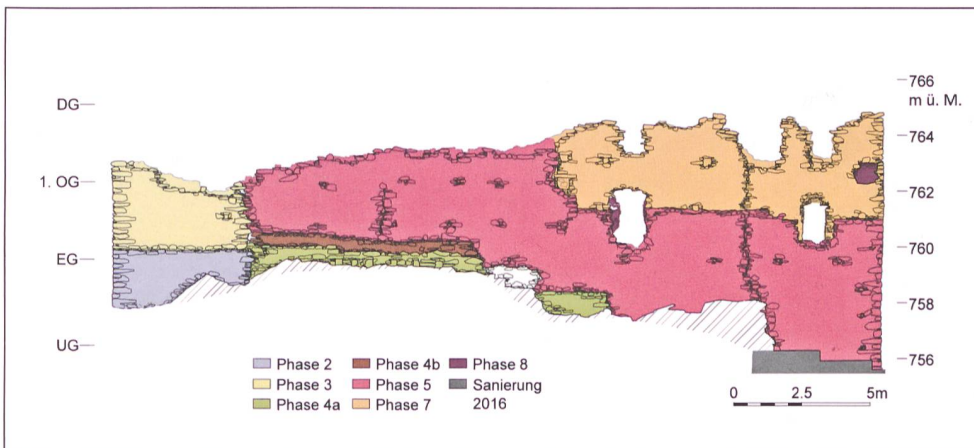 DG
1. OG
EG
UG
766
m ü. M.
764
762
760
758
756
Phase 2
Phase 3
Phase 4a
Phase 4b
Phase 5
Phase 7
Phase 8
Sanierung
2016
0 2.5 5m